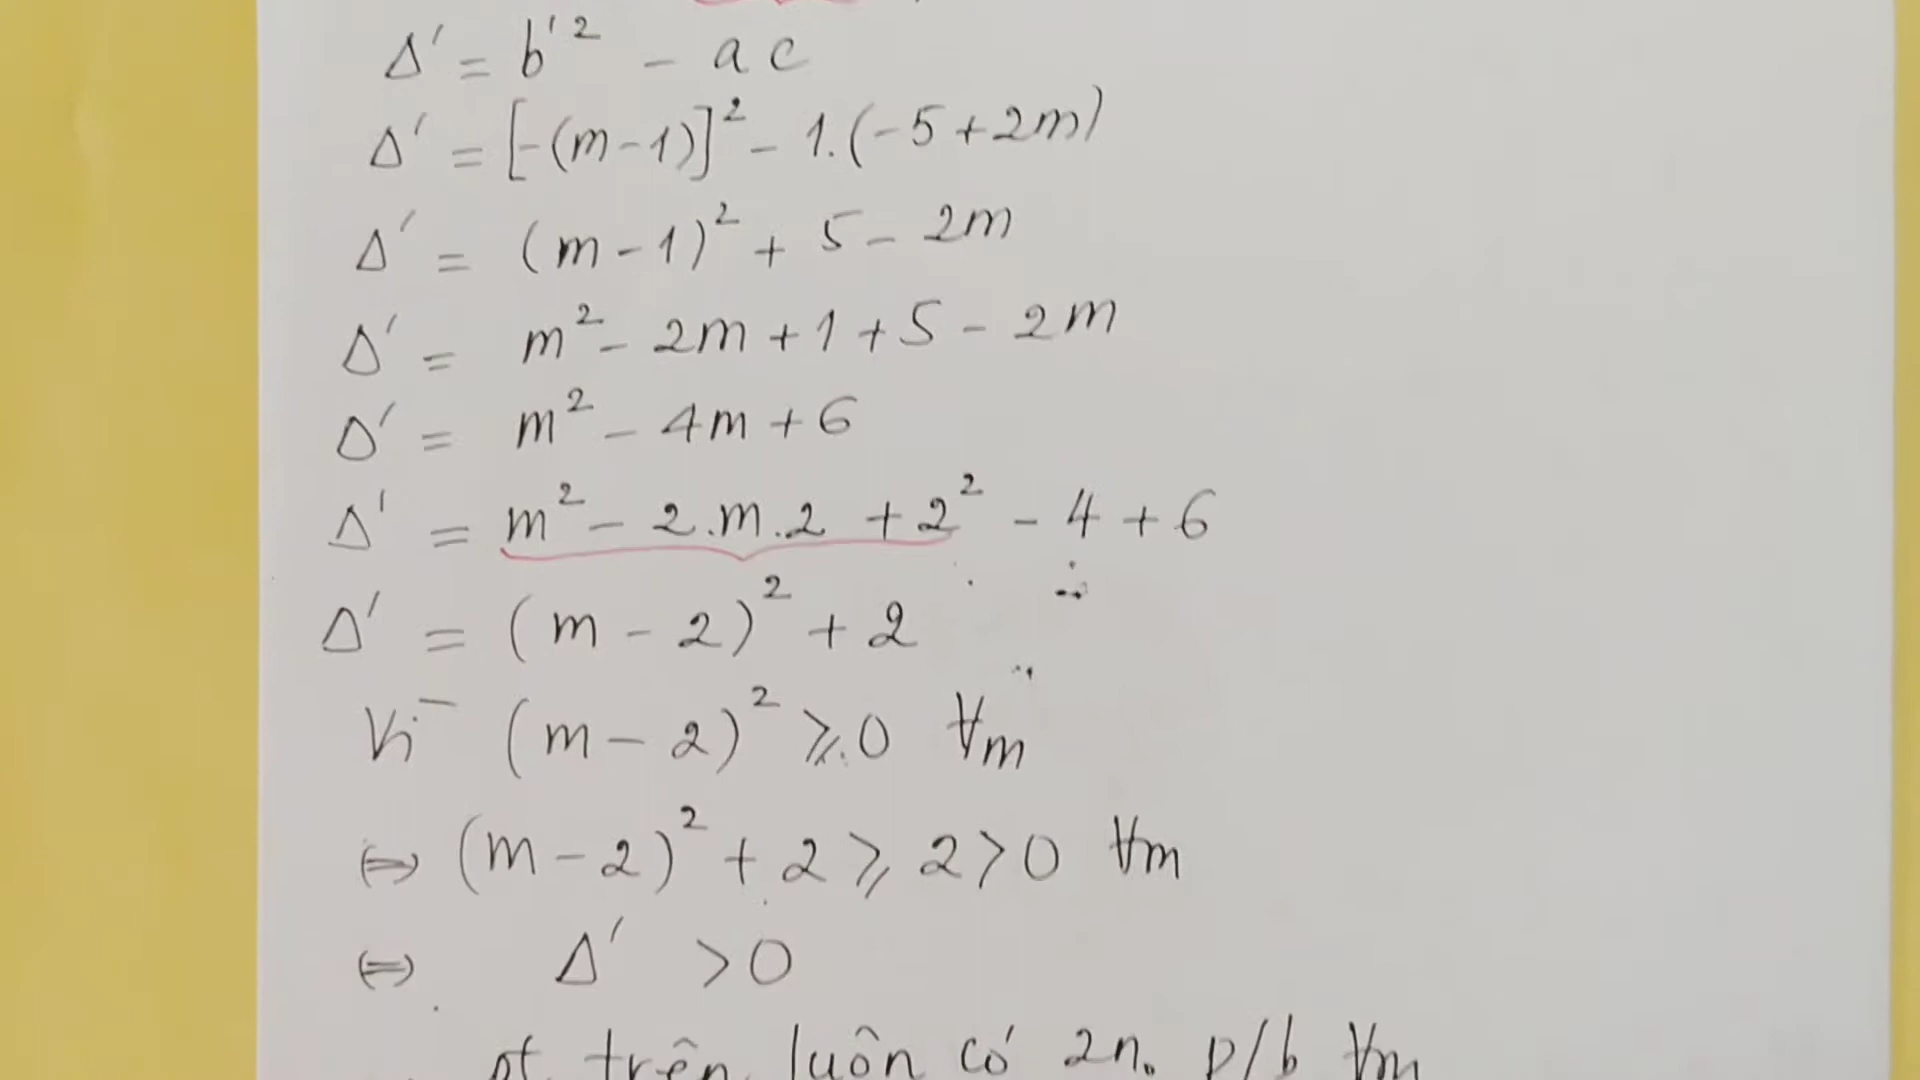 Δ' = b'² - ac
Δ' = [-(m-1)]² - 1.(-5+2m)
Δ' = (m-1)² + 5 - 2m
Δ' = m² - 2m + 1 + 5 - 2m
Δ' = m² - 4m + 6
Δ' = m² - 2.m.2 + 2² - 4 + 6
Δ' = (m - 2)² + 2
Vì (m - 2)² ⩾ 0 ∀m
⇔ (m - 2)² + 2 ⩾ 2 > 0 ∀m
⇔ Δ' > 0
pt trên luôn có 2n. p/b ∀m